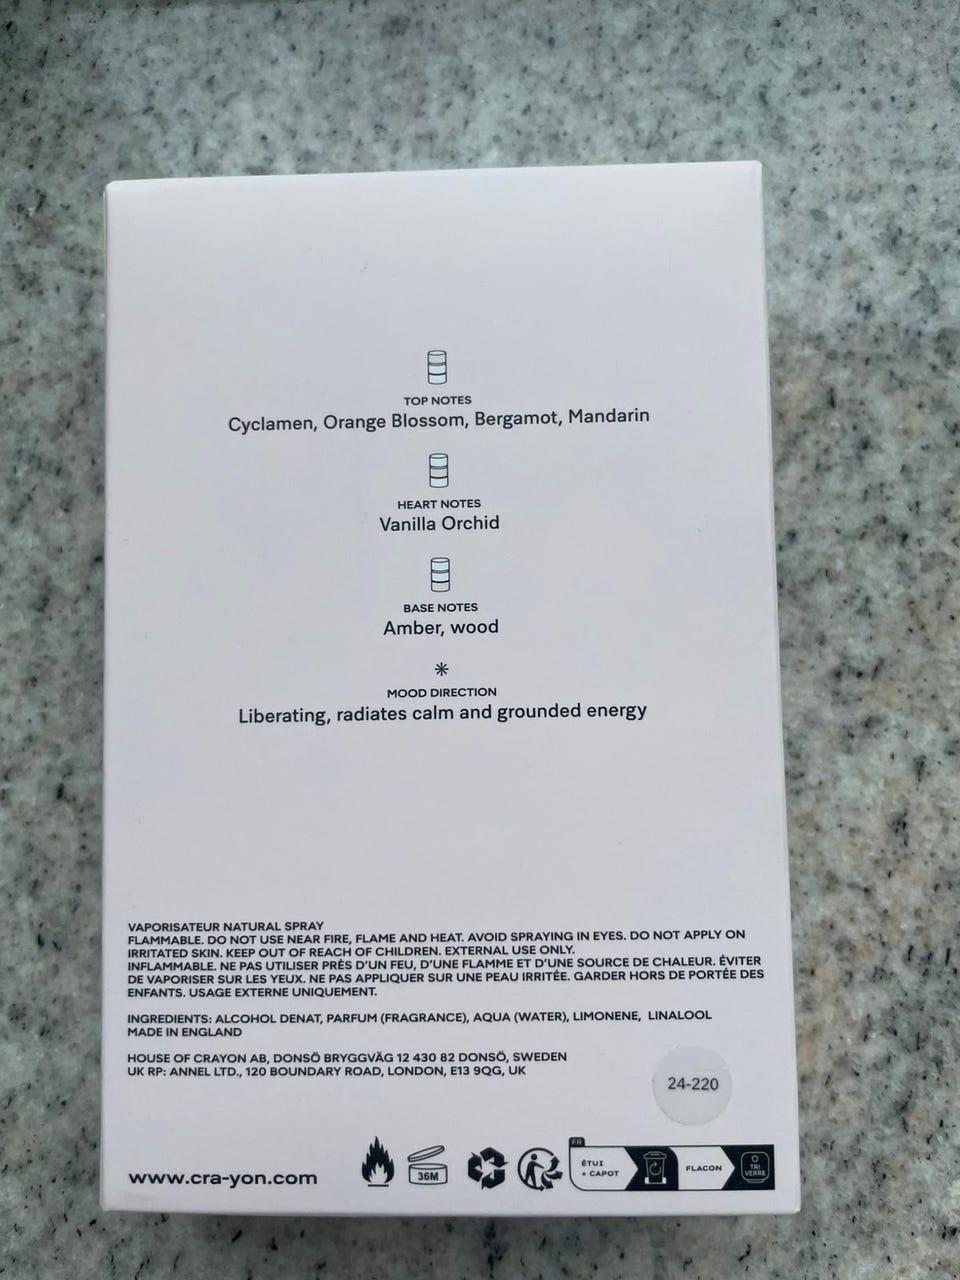 TOP NOTES
Cyclamen, Orange Blossom, Bergamot, Mandarin
HEART NOTES
Vanilla Orchid
BASE NOTES
Amber, wood
MOOD DIRECTION
Liberating, radiates calm and grounded energy
VAPORISATEUR NATURAL SPRAY
FLAMMABLE. DO NOT USE NEAR FIRE, FLAME AND HEAT. AVOID SPRAYING IN EYES. DO NOT APPLY ON
IRRITATED SKIN. KEEP OUT OF REACH OF CHILDREN. EXTERNAL USE ONLY.
INFLAMMABLE. NE PAS UTILISER PRÈS D'UN FEU, D'UNE FLAMME ET D'UNE SOURCE DE CHALEUR. ÉVITER
DE VAPORISER SUR LES YEUX. NE PAS APPLIQUER SUR UNE PEAU IRRITÉE. GARDER HORS DE PORTÉE DES
ENFANTS. USAGE EXTERNE UNIQUEMENT.
INGREDIENTS: ALCOHOL DENAT, PARFUM (FRAGRANCE), AQUA (WATER), LIMONENE, LINALOOL
MADE IN ENGLAND
HOUSE OF CRAYON AB, DONSÖ BRYGGVÄG 12 430 82 DONSÖ, SWEDEN
UK RP: ANNEL LTD., 120 BOUNDARY ROAD, LONDON, E13 9QG, UK
24-220
www.cra-yon.com
36M
FR
ÉTUI
+ CAPOT
FLACON
TRI
VERRE